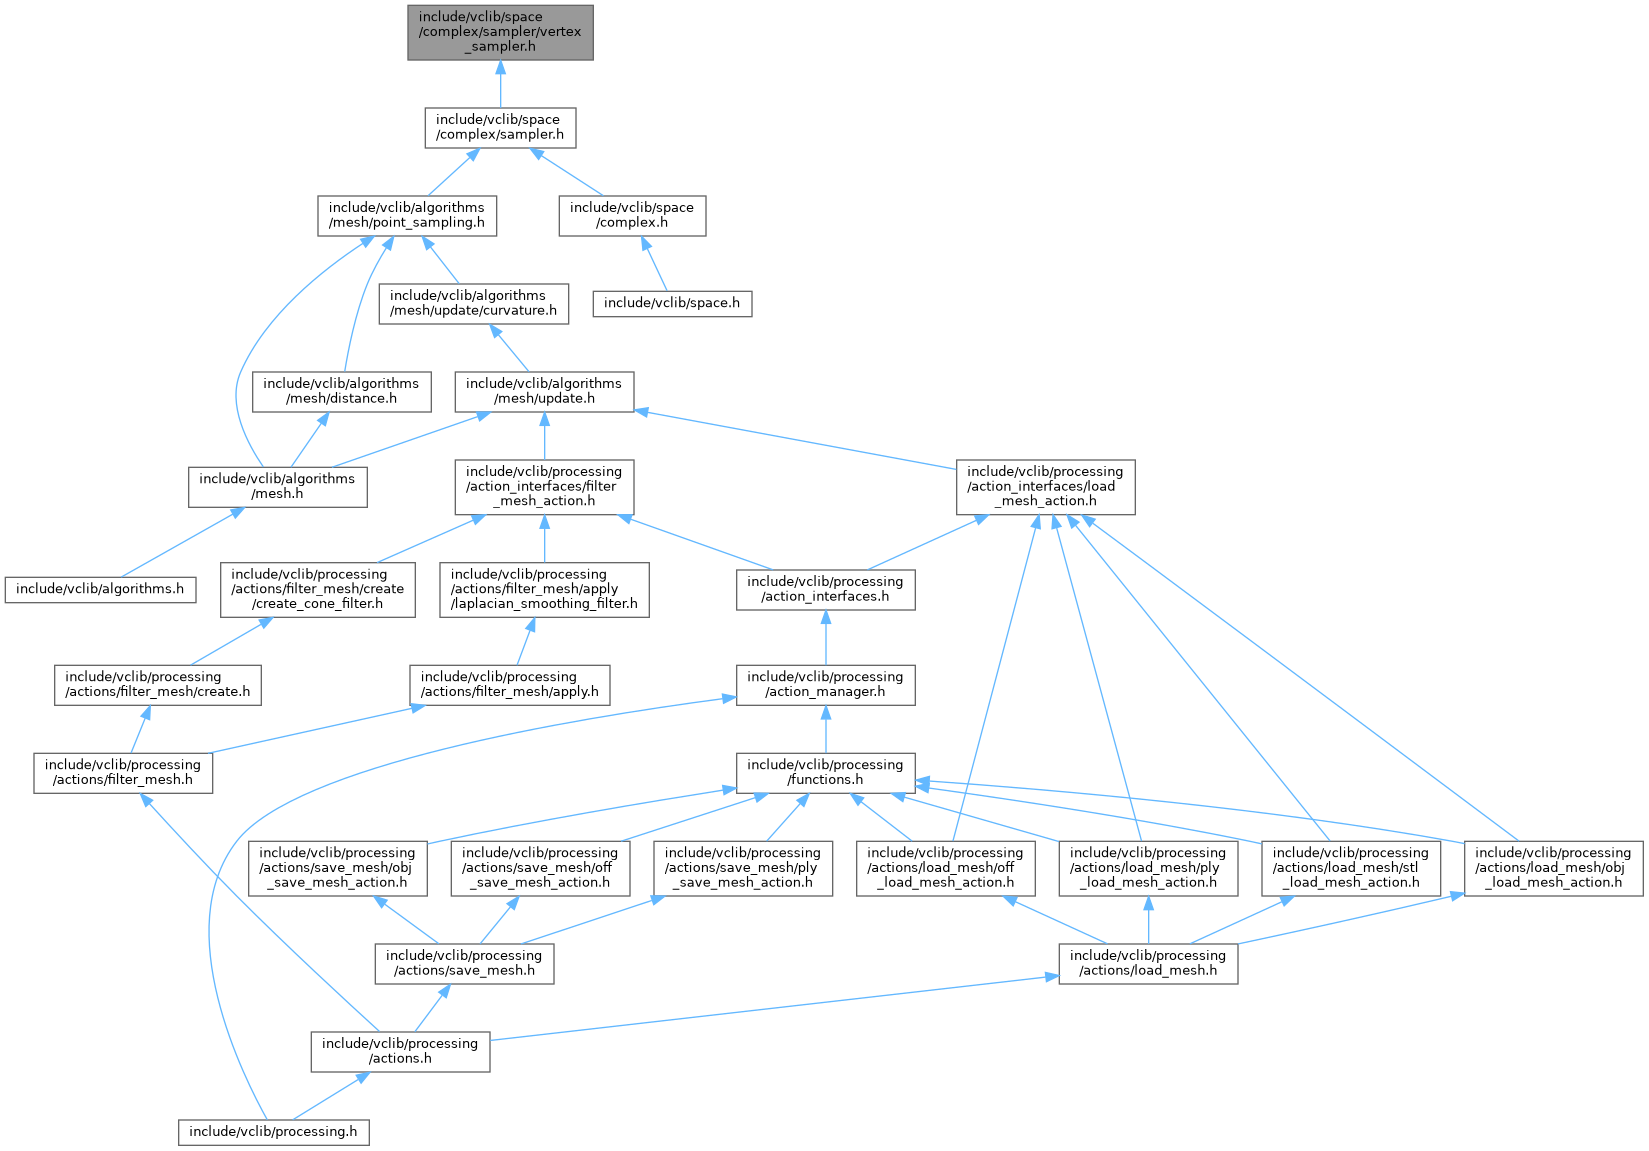 include/vclib/space
/complex/sampler/vertex
_sampler.h
include/vclib/space
/complex/sampler.h
include/vclib/algorithms
/mesh/point_sampling.h
include/vclib/space
/complex.h
include/vclib/algorithms
/mesh/update/curvature.h
include/vclib/space.h
include/vclib/algorithms
/mesh/distance.h
include/vclib/algorithms
/mesh/update.h
include/vclib/algorithms
/mesh.h
include/vclib/processing
/action_interfaces/filter
_mesh_action.h
include/vclib/processing
/action_interfaces/load
_mesh_action.h
include/vclib/algorithms.h
include/vclib/processing
/actions/filter_mesh/create
/create_cone_filter.h
include/vclib/processing
/actions/filter_mesh/apply
/laplacian_smoothing_filter.h
include/vclib/processing
/action_interfaces.h
include/vclib/processing
/actions/filter_mesh/create.h
include/vclib/processing
/actions/filter_mesh/apply.h
include/vclib/processing
/action_manager.h
include/vclib/processing
/actions/filter_mesh.h
include/vclib/processing
/functions.h
include/vclib/processing
/actions/save_mesh/obj
_save_mesh_action.h
include/vclib/processing
/actions/save_mesh/off
_save_mesh_action.h
include/vclib/processing
/actions/save_mesh/ply
_save_mesh_action.h
include/vclib/processing
/actions/load_mesh/off
_load_mesh_action.h
include/vclib/processing
/actions/load_mesh/ply
_load_mesh_action.h
include/vclib/processing
/actions/load_mesh/stl
_load_mesh_action.h
include/vclib/processing
/actions/load_mesh/obj
_load_mesh_action.h
include/vclib/processing
/actions/save_mesh.h
include/vclib/processing
/actions/load_mesh.h
include/vclib/processing
/actions.h
include/vclib/processing.h